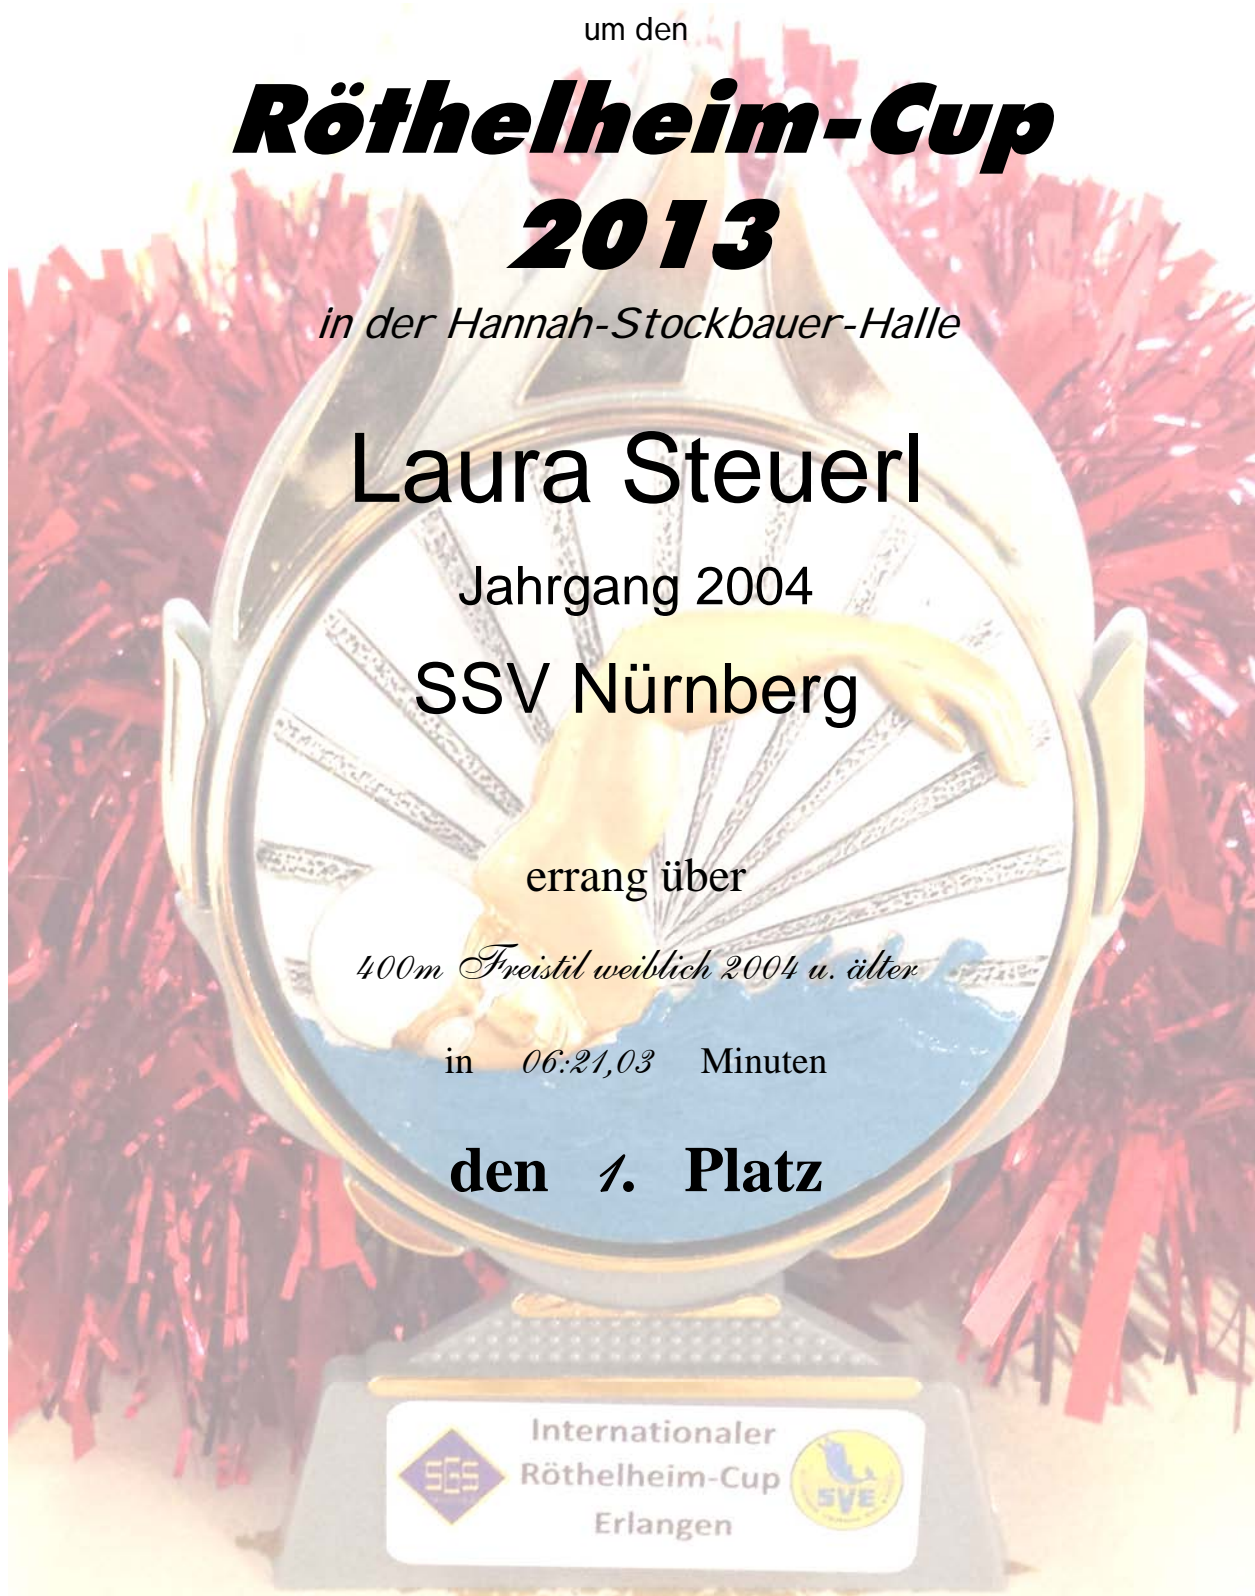 um den
Röthelheim-Cup
2013
in der Hannah-Stockbauer-Halle
Laura Steuerl
Jahrgang 2004
SSV Nürnberg
errang über
400m Freistil weiblich 2004 u. älter
in 06:21,03 Minuten
den 1. Platz
Internationaler
SGS Röthelheim-Cup
SVE
Erlangen